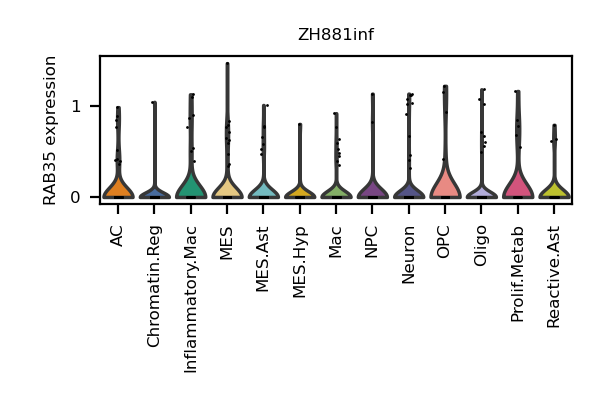 ZH881inf
RAB35 expression
1
0
AC
Chromatin.Reg
Inflammatory.Mac
MES
MES.Ast
MES.Hyp
Mac
NPC
Neuron
OPC
Oligo
Prolif.Metab
Reactive.Ast